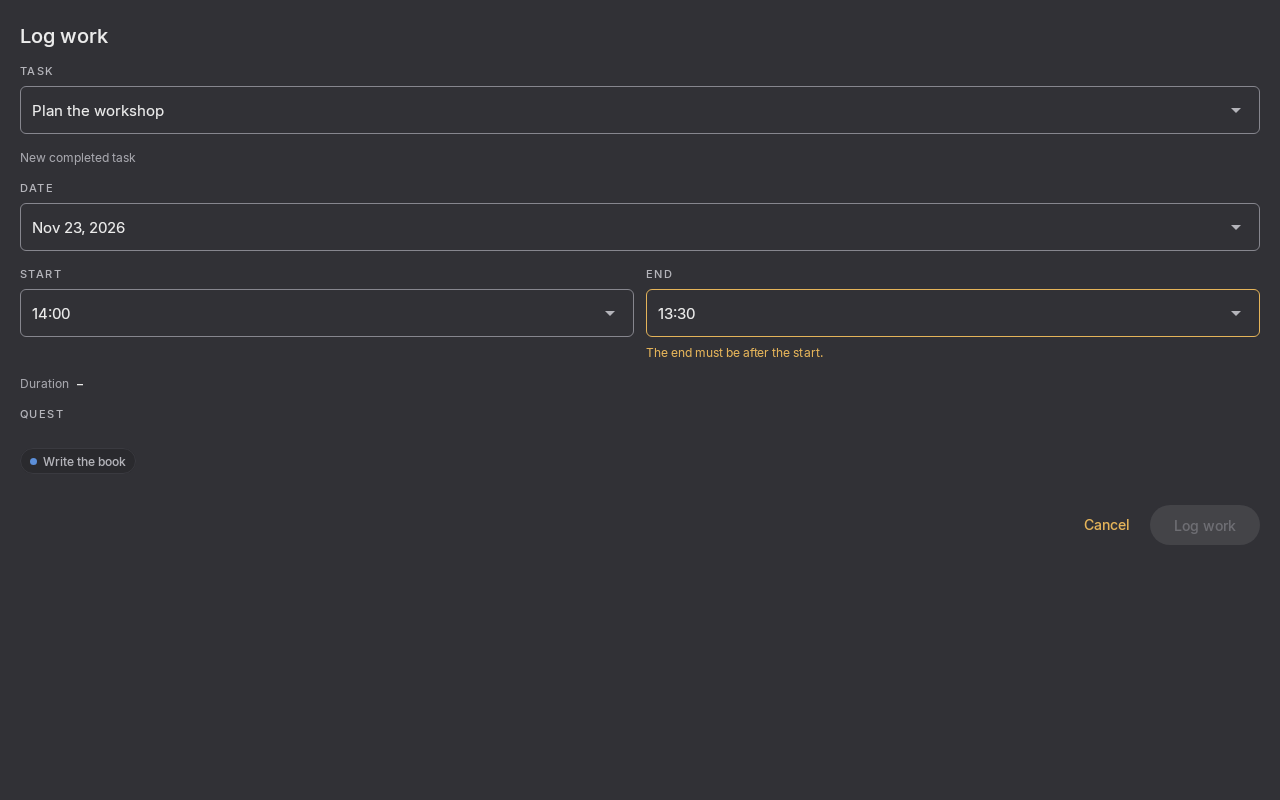 Log work
TASK
Plan the workshop
New completed task
DATE
Nov 23, 2026
START
END
14:00
13:30
The end must be after the start.
Duration –
QUEST
Write the book
Cancel
Log work